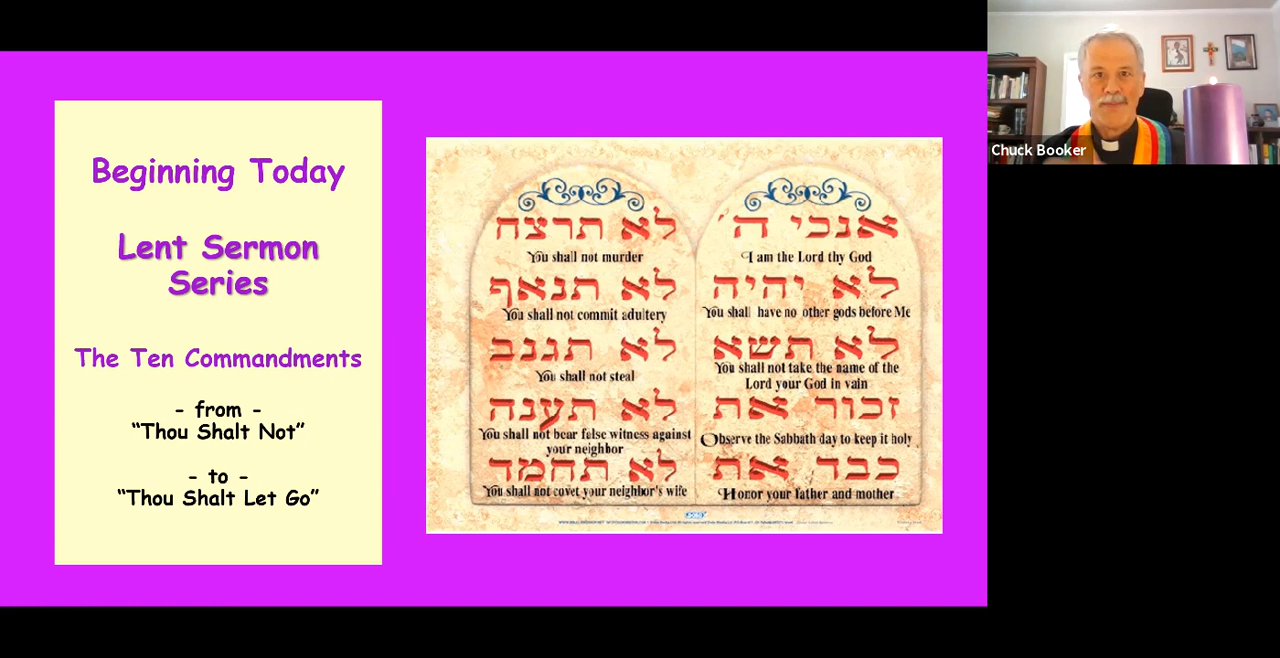 Beginning Today
Lent Sermon
Series
The Ten Commandments
- from -
“Thou Shalt Not”
- to -
“Thou Shalt Let Go”
אנכי ה׳
I am the Lord thy God
לא יהיה
You shall have no other gods before Me
לא תשא
You shall not take the name of the
Lord your God in vain
זכור את
Observe the Sabbath day to keep it holy
כבד את
Honor your father and mother
לא תרצח
You shall not murder
לא תנאף
You shall not commit adultery
לא תגנב
You shall not steal
לא תענה
You shall not bear false witness against
your neighbor
לא תחמד
You shall not covet your neighbor's wife
Chuck Booker